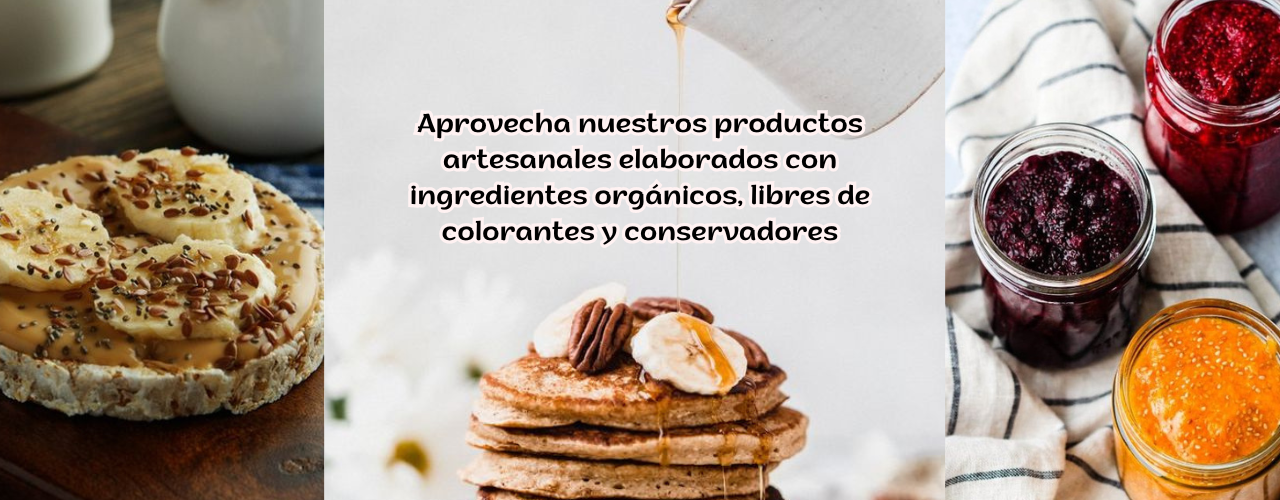 Aprovecha nuestros productos
artesanales elaborados con
ingredientes orgánicos, libres de
colorantes y conservadores